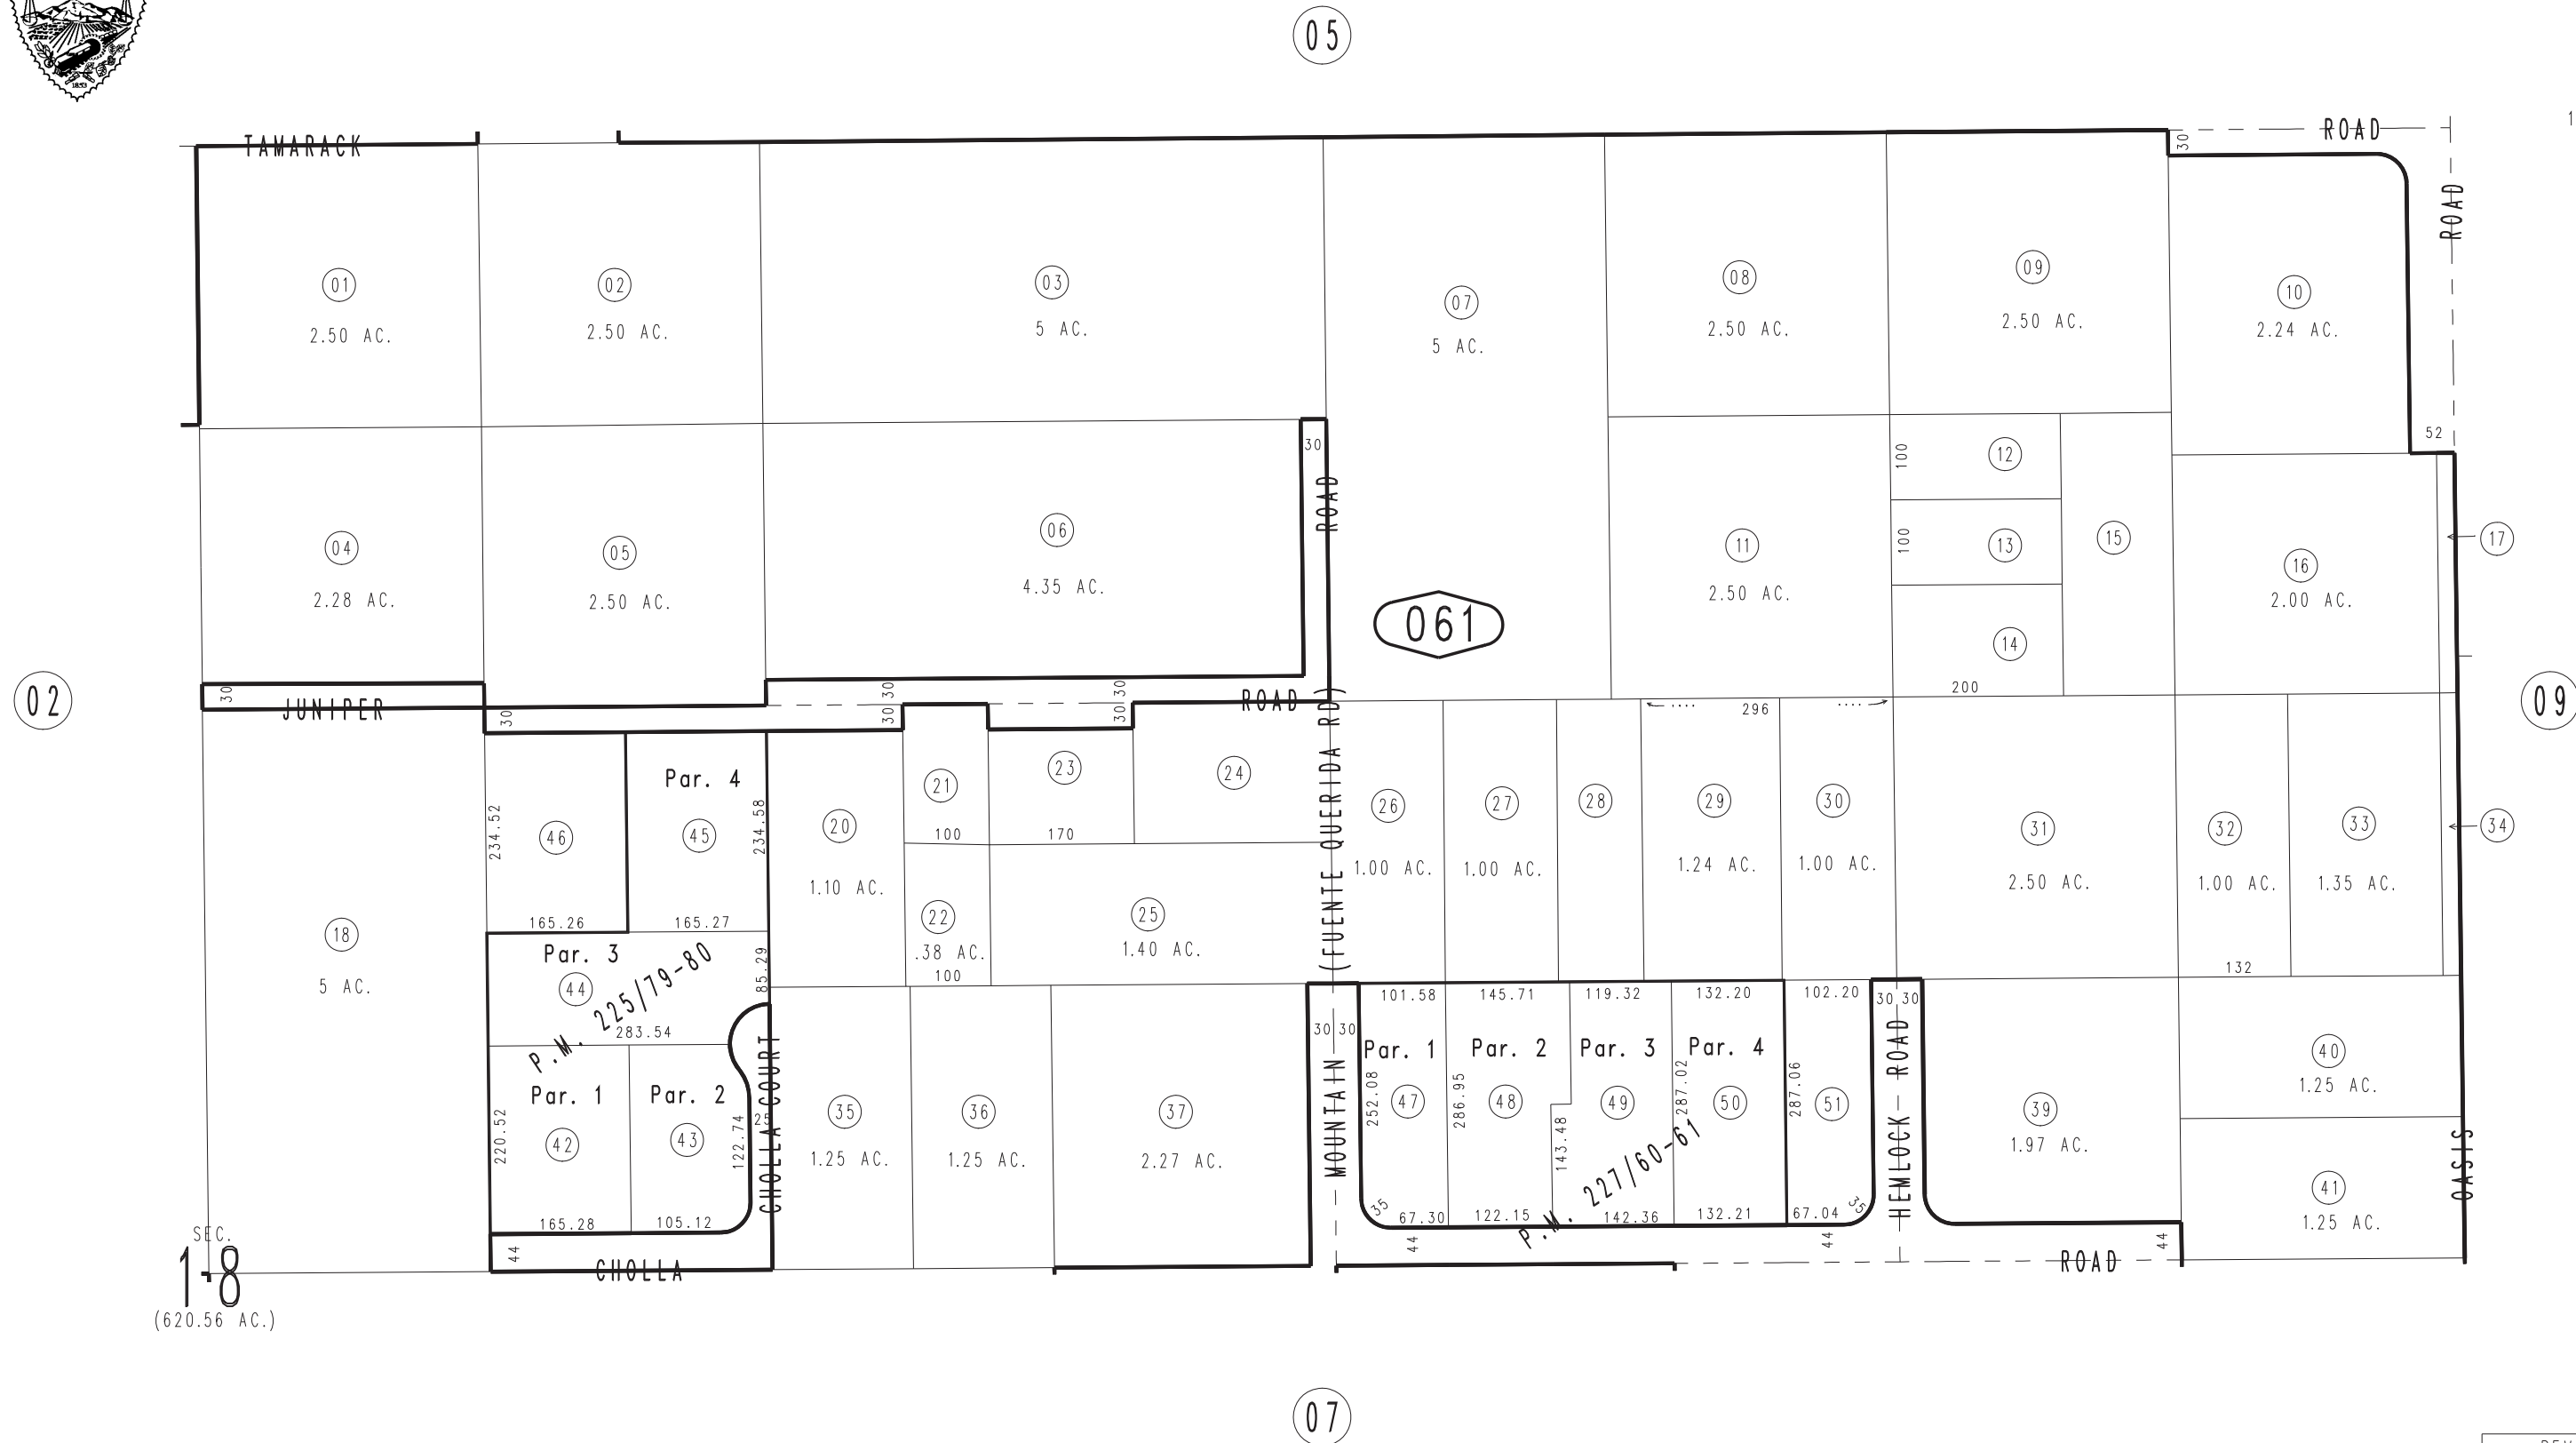 1853
05
TAMARACK
ROAD
30
ROAD
01
2.50 AC.
02
2.50 AC.
03
5 AC.
07
5 AC.
08
2.50 AC.
09
2.50 AC.
10
2.24 AC.
52
30
ROAD
04
2.28 AC.
05
2.50 AC.
06
4.35 AC.
061
11
2.50 AC.
100
12
100
13
14
200
15
16
2.00 AC.
17
02
09
30
JUNIPER
30
30
30
30
30
ROAD
(FUENTE QUERIDA RD)
296
18
5 AC.
234.52
46
165.26
Par. 4
45
234.58
165.27
20
1.10 AC.
21
100
22
.38 AC.
100
23
170
24
25
1.40 AC.
26
1.00 AC.
27
1.00 AC.
28
29
1.24 AC.
30
1.00 AC.
31
2.50 AC.
32
1.00 AC.
132
33
1.35 AC.
34
Par. 3
44
P.M. 225/79-80
85.29
283.54
Par. 1
42
220.52
165.28
Par. 2
43
122.74
105.12
25
CHOLLA COURT
35
1.25 AC.
36
1.25 AC.
37
2.27 AC.
30 30
MOUNTAIN
101.58
Par. 1
47
252.08
35
67.30
145.71
Par. 2
48
286.95
122.15
119.32
Par. 3
49
143.48
142.36
P.M. 227/60-61
132.20
Par. 4
50
287.02
132.21
102.20
51
287.06
67.04
35
30 30
HEMLOCK ROAD
39
1.97 AC.
40
1.25 AC.
41
1.25 AC.
OASIS
SEC.
18
(620.56 AC.)
44
CHOLLA
44
44
ROAD
44
07